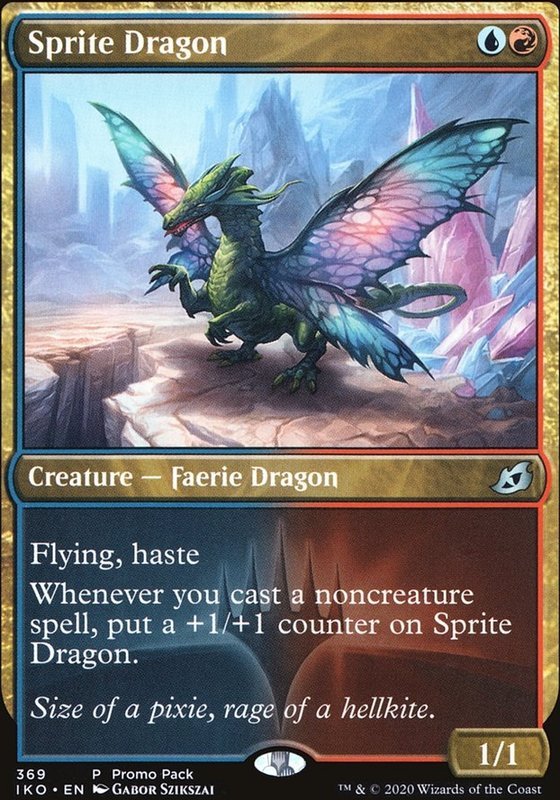 Sprite Dragon
Creature — Faerie Dragon
Flying, haste
Whenever you cast a noncreature
spell, put a +1/+1 counter on Sprite
Dragon.
Size of a pixie, rage of a hellkite.
1/1
369 P Promo Pack
IKO • EN Gabor Szikszai
™ & © 2020 Wizards of the Coast